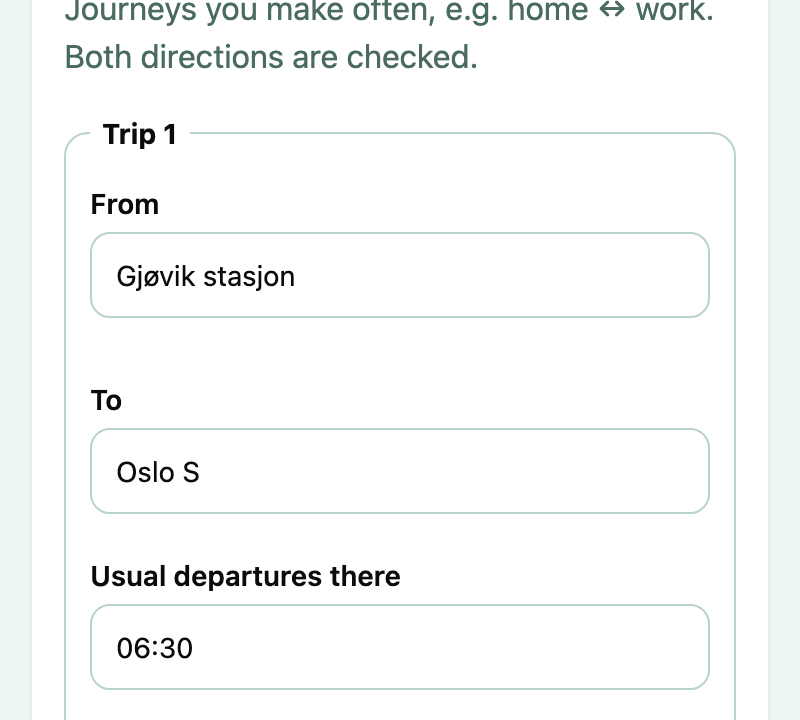 Journeys you make often, e.g. home ↔ work.
Both directions are checked.
Trip 1
From
Gjøvik stasjon
To
Oslo S
Usual departures there
06:30